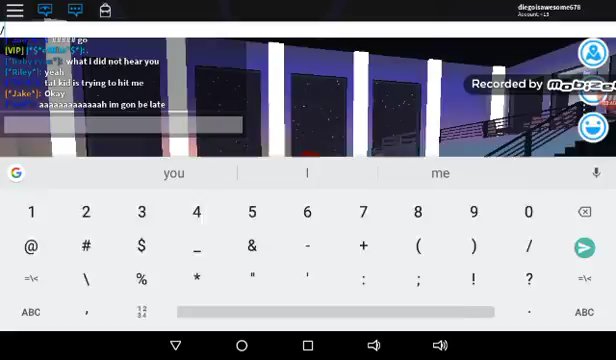 diegoisawesome678
Account: <13
/
##### go
[VIP]
what I did not hear you
["Riley": yeah
tat kid is trying to hit me
["Jake": Okay
aaaaaaaaaaaaah im gon be late
Recorded by
you I me
1 2 3 4 5 6 7 8 9 0
@ # $ _ & - + ( ) /
=\< \ % * " ' : ; ! ? =\<
ABC , 1 2 3 4 . ABC